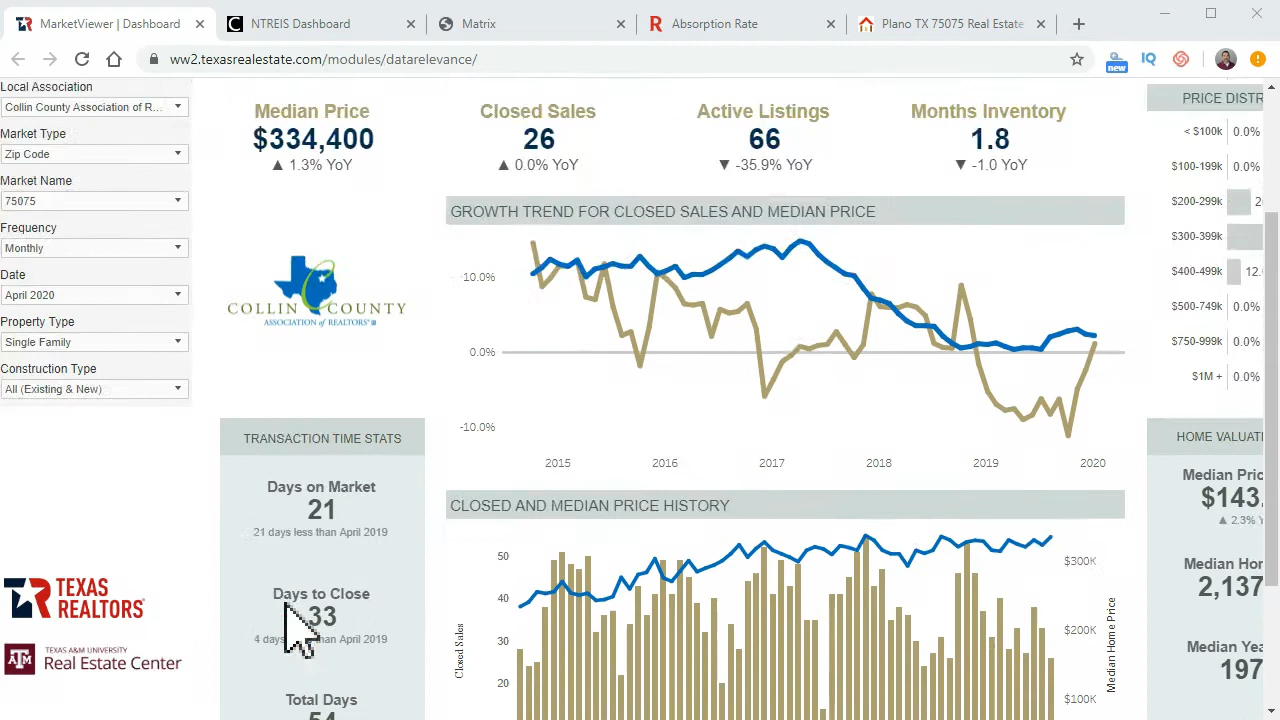 MarketViewer | Dashboard
NTREIS Dashboard
Matrix
Absorption Rate
Plano TX 75075 Real Estate
ww2.texasrealestate.com/modules/datarelevance/
new
IQ
Local Association
Collin County Association of R...
Market Type
Zip Code
Market Name
75075
Frequency
Monthly
Date
April 2020
Property Type
Single Family
Construction Type
All (Existing & New)
TEXAS
REALTORS
TEXAS A&M UNIVERSITY
Real Estate Center
Median Price
$334,400
▲ 1.3% YoY
Closed Sales
26
▲ 0.0% YoY
Active Listings
66
▼ -35.9% YoY
Months Inventory
1.8
▼ -1.0 YoY
COLLIN COUNTY
ASSOCIATION of REALTORS®
GROWTH TREND FOR CLOSED SALES AND MEDIAN PRICE
-10.0%
0.0%
-10.0%
2015 2016 2017 2018 2019 2020
TRANSACTION TIME STATS
Days on Market
21
21 days less than April 2019
Days to Close
33
4 days than April 2019
Total Days
54
CLOSED AND MEDIAN PRICE HISTORY
Closed Sales
50
40
30
20
$300K
$200K
$100K
Median Home Price
PRICE DISTR
< $100k 0.0%
$100-199k 0.0%
$200-299k 2
$300-399k
$400-499k 12.
$500-749k 0.0%
$750-999k 0.0%
$1M + 0.0%
HOME VALUAT
Median Pric
$143.
▲ 2.3% Y
Median Hor
2,137
Median Yea
197